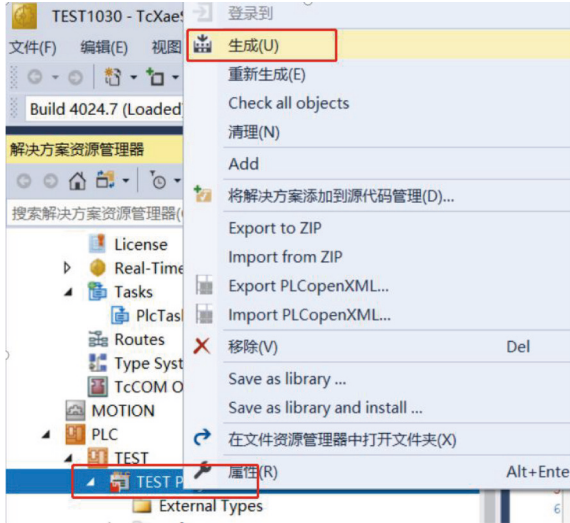 TEST1030 - TcXaeS
文件(F) 编辑(E) 视图
Build 4024.7 (Loaded
解决方案资源管理器
搜索解决方案资源管理器(
License
Real-Time
Tasks
PlcTas
Routes
Type Syst
TcCOM O
MOTION
PLC
TEST
TEST P
External Types
登录到
生成(U)
重新生成(E)
Check all objects
清理(N)
Add
将解决方案添加到源代码管理(D)...
Export to ZIP
Import from ZIP
Export PLCopenXML...
Import PLCopenXML...
移除(V) Del
Save as library ...
Save as library and install ...
在文件资源管理器中打开文件夹(X)
属性(R) Alt+Ente
6